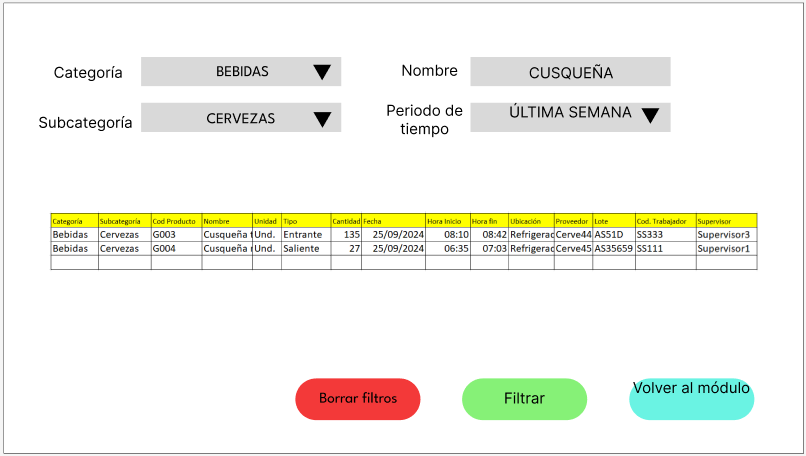 Categoría BEBIDAS Nombre CUSQUEÑA
Subcategoría CERVEZAS Periodo de tiempo ÚLTIMA SEMANA
Categoría Subcategoría Cod Producto Nombre Unidad Tipo Cantidad Fecha Hora Inicio Hora fin Ubicación Proveedor Lote Cod. Trabajador Supervisor
Bebidas Cervezas G003 Cusqueña Und. Entrante 135 25/09/2024 08:10 08:42 Refrigerad Cerve44 AS51D SS333 Supervisor3
Bebidas Cervezas G004 Cusqueña Und. Saliente 27 25/09/2024 06:35 07:03 Refrigerad Cerve45 AS35659 SS111 Supervisor1
Borrar filtros Filtrar Volver al módulo